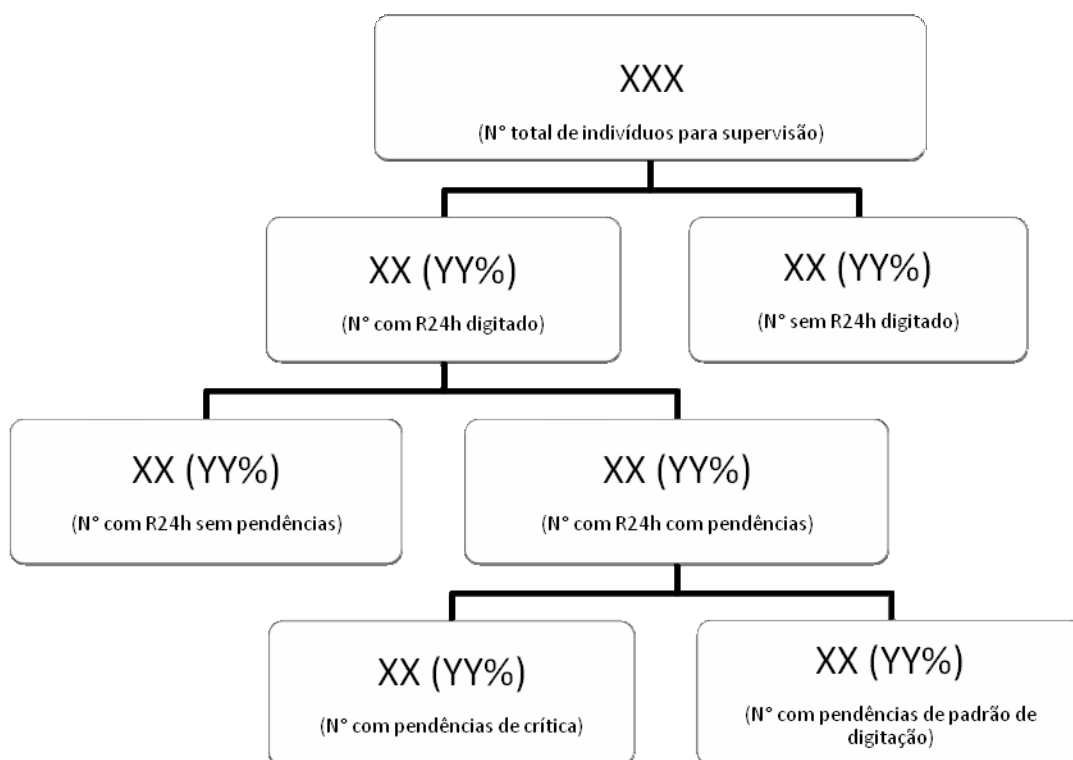 XXX
(N° total de indivíduos para supervisão)
XX (YY%)
(N° com R24h digitado)
XX (YY%)
(N° sem R24h digitado)
XX (YY%)
(N° com R24h sem pendências)
XX (YY%)
(N° com R24h com pendências)
XX (YY%)
(N° com pendências de crítica)
XX (YY%)
(N° com pendências de padrão de
digitação)